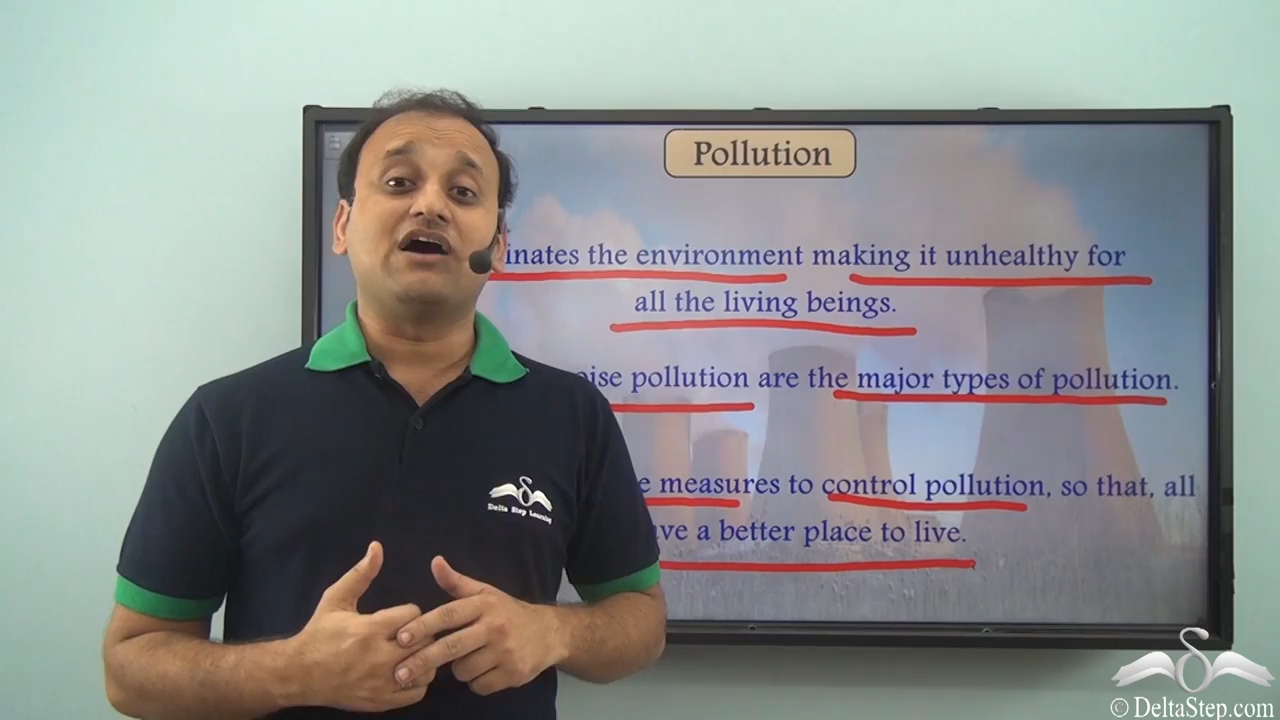 Pollution
inates the environment making it unhealthy for
all the living beings.
oise pollution are the major types of pollution.
e measures to control pollution, so that, all
ve a better place to live.
Delta Step Learning
© DeltaStep.com